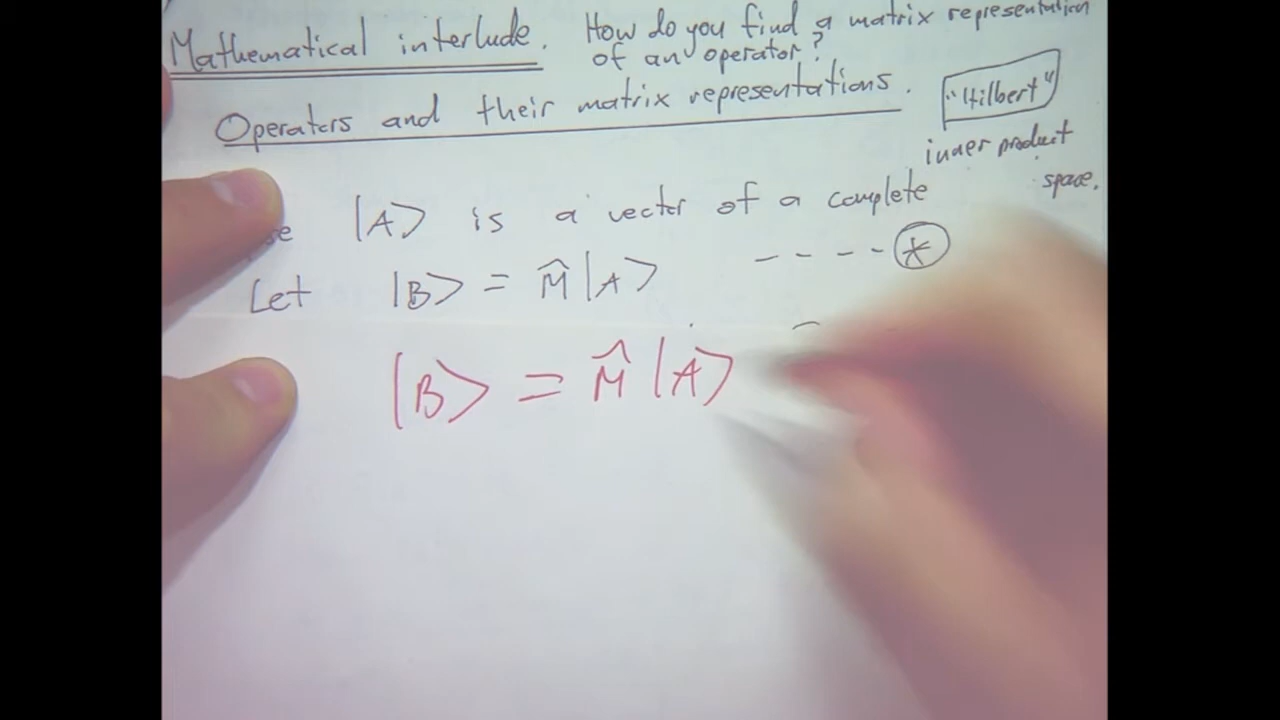 Mathematical interlude. How do you find a matrix representation
of an operator?
Operators and their matrix representations.
"Hilbert"
inner product
space.
|A⟩ is a vector of a complete
Let |B⟩ = M̂|A⟩ ----⊛
|B⟩ = M̂|A⟩